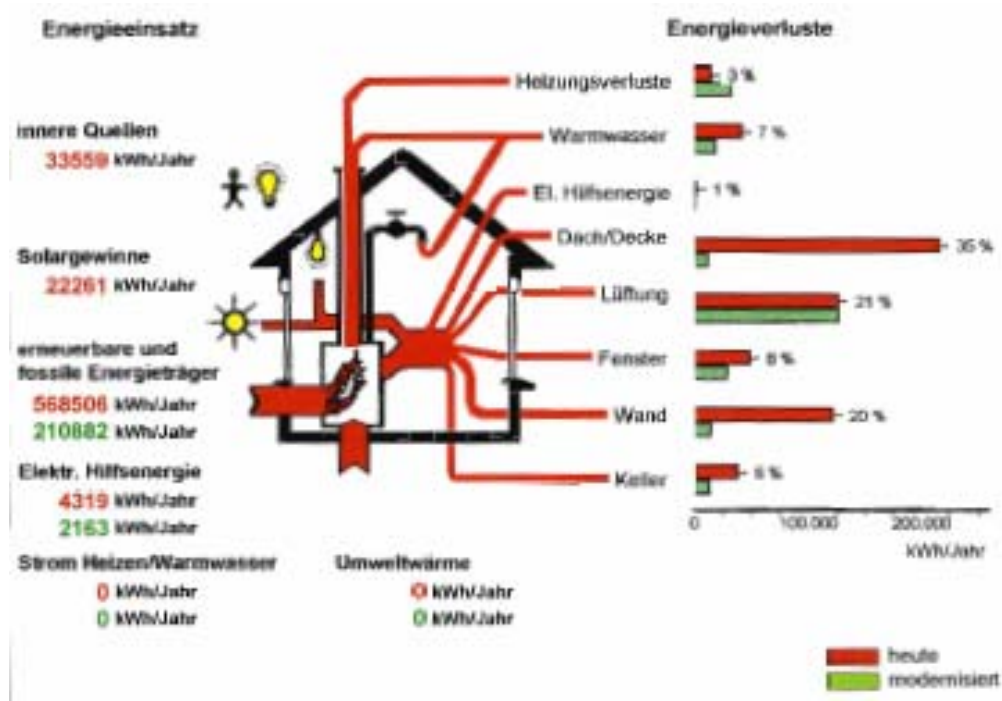 Energieeinsatz
innere Quellen
33559 kWh/Jahr
Solargewinne
22261 kWh/Jahr
erneuerbare und
fossile Energieträger
568506 kWh/Jahr
210882 kWh/Jahr
Elektr. Hilfsenergie
4319 kWh/Jahr
2163 kWh/Jahr
Strom Heizen/Warmwasser
0 kWh/Jahr
0 kWh/Jahr
Umweltwärme
0 kWh/Jahr
0 kWh/Jahr
Energieverluste
Heizungsverluste 3 %
Warmwasser 7 %
El. Hilfsenergie 1 %
Dach/Decke 35 %
Lüftung 21 %
Fenster 8 %
Wand 20 %
Keller 6 %
0 100.000 200.000
kWh/Jahr
heute
modernisiert